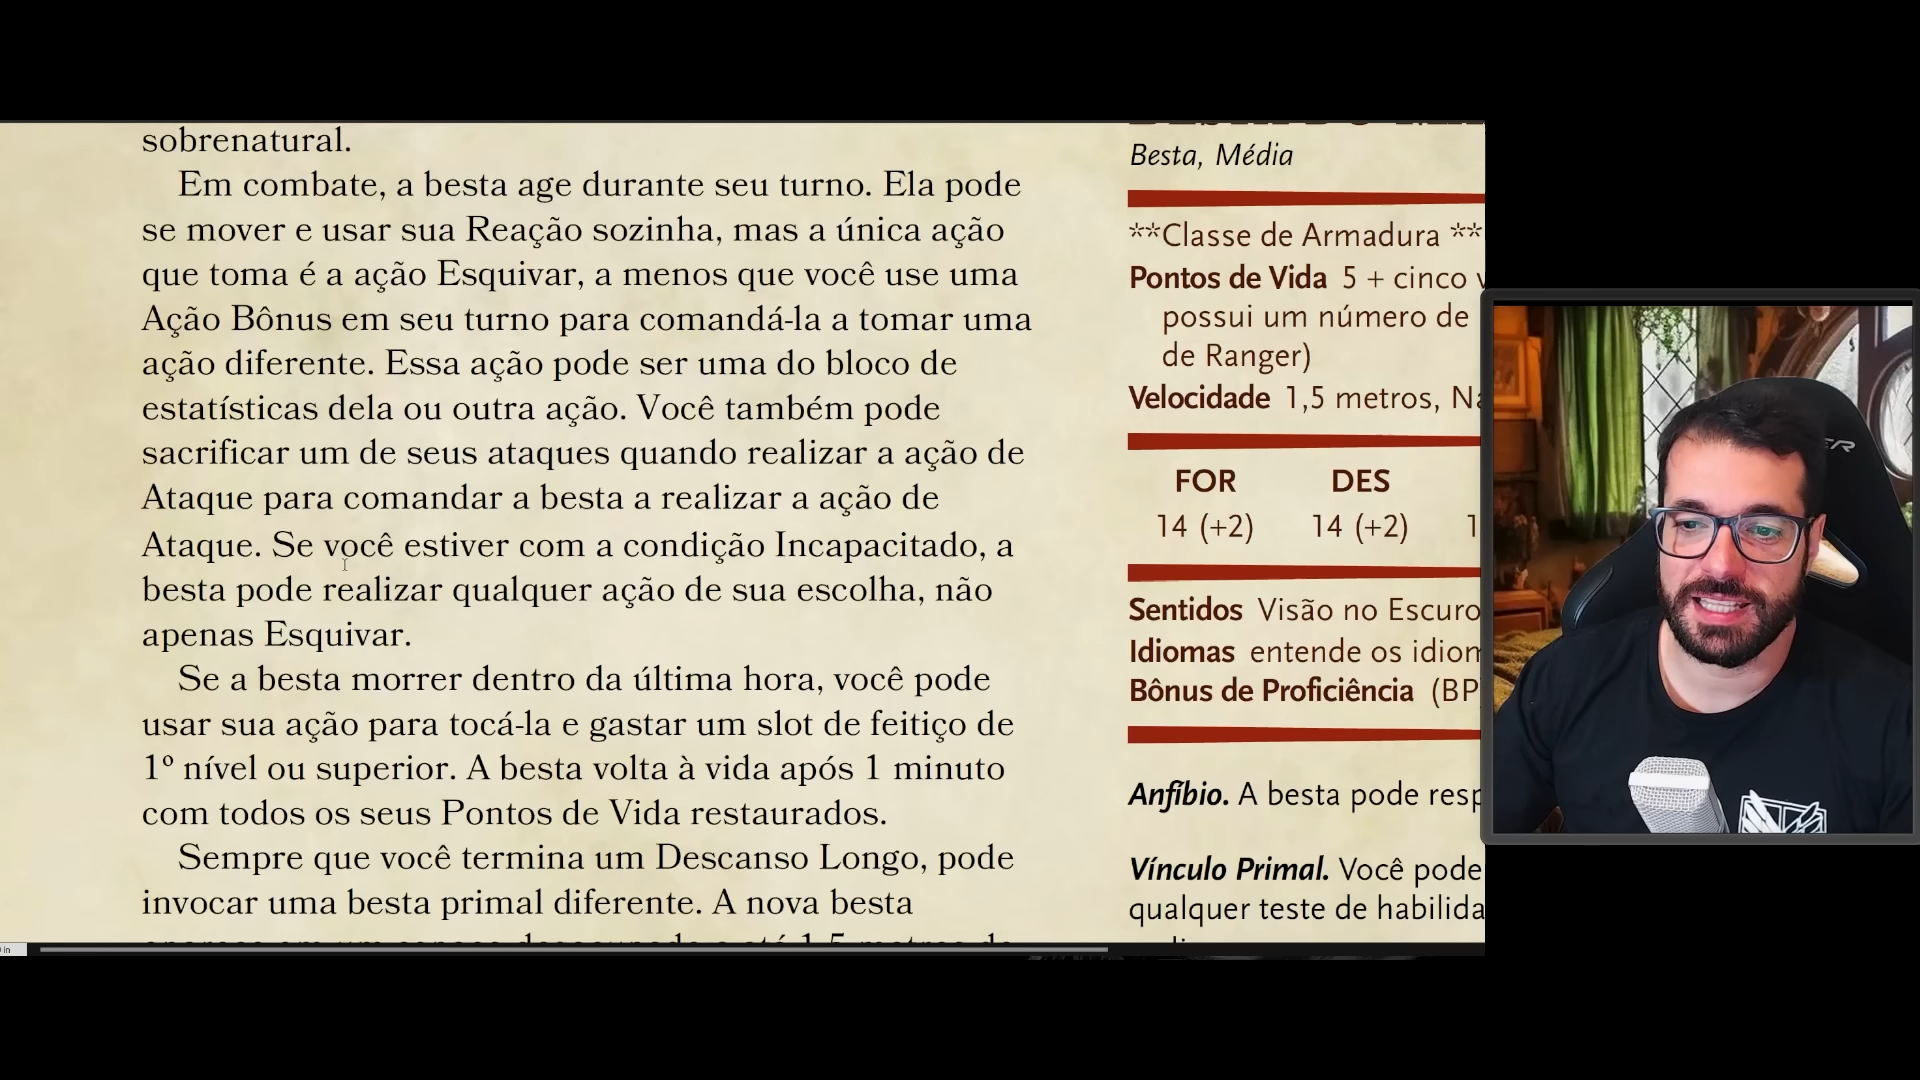 sobrenatural.
Em combate, a besta age durante seu turno. Ela pode
se mover e usar sua Reação sozinha, mas a única ação
que toma é a ação Esquivar, a menos que você use uma
Ação Bônus em seu turno para comandá-la a tomar uma
ação diferente. Essa ação pode ser uma do bloco de
estatísticas dela ou outra ação. Você também pode
sacrificar um de seus ataques quando realizar a ação de
Ataque para comandar a besta a realizar a ação de
Ataque. Se você estiver com a condição Incapacitado, a
besta pode realizar qualquer ação de sua escolha, não
apenas Esquivar.
Se a besta morrer dentro da última hora, você pode
usar sua ação para tocá-la e gastar um slot de feitiço de
1º nível ou superior. A besta volta à vida após 1 minuto
com todos os seus Pontos de Vida restaurados.
Sempre que você termina um Descanso Longo, pode
invocar uma besta primal diferente. A nova besta
Besta, Média
**Classe de Armadura **
Pontos de Vida 5 + cinco
possui um número de
de Ranger)
Velocidade 1,5 metros,
FOR DES
14 (+2) 14 (+2)
Sentidos Visão no Escuro
Idiomas entende os
Bônus de Proficiência (BP
Anfíbio. A besta pode
Vínculo Primal. Você pode
qualquer teste de